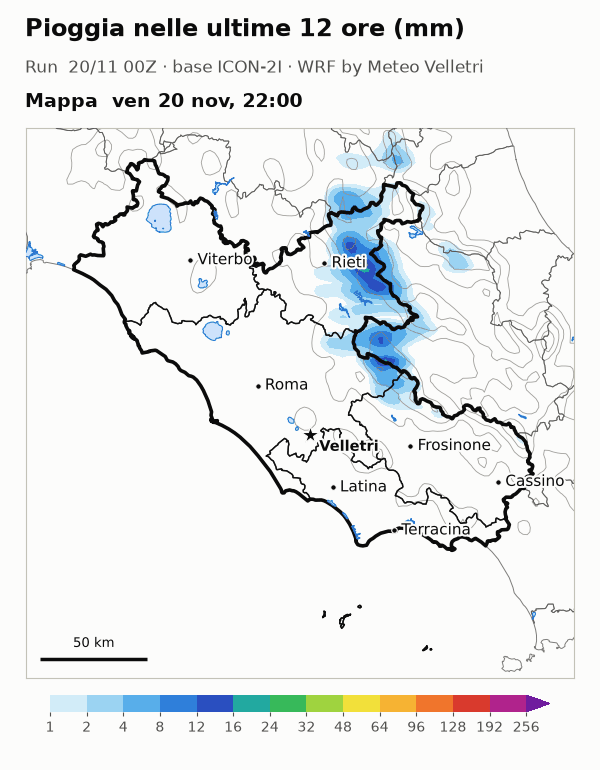 Pioggia nelle ultime 12 ore (mm)
Run  20/11 00Z · base ICON-2I · WRF by Meteo Velletri
Mappa  ven 20 nov, 22:00
Viterbo
Rieti
Roma
Velletri
Frosinone
Latina
Cassino
Terracina
50 km
1 2 4 8 12 16 24 32 48 64 96 128 192 256